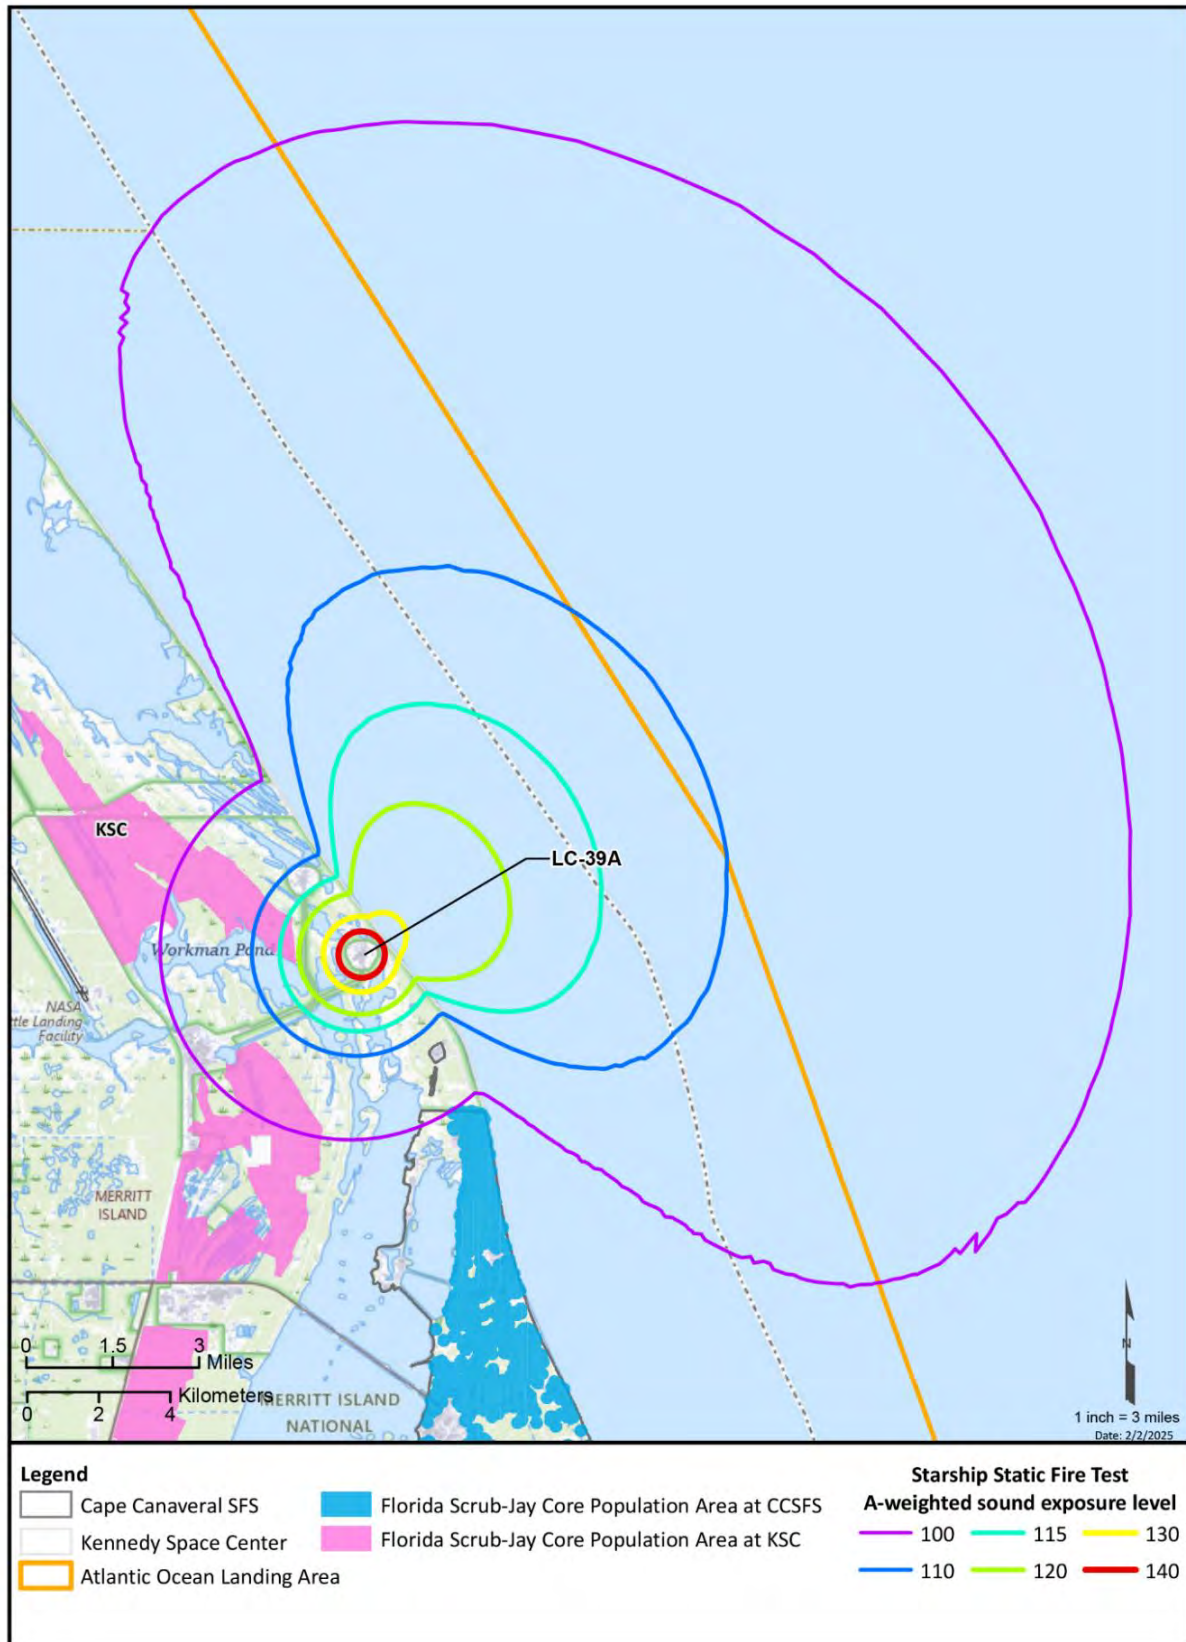 KSC
LC-39A
Workman Pond
NASA
ttle Landing
Facility
MERRITT
ISLAND
0 1.5 3
Miles
Kilometers
0 2 4
MERRITT ISLAND
NATIONAL
N
1 inch = 3 miles
Date: 2/2/2025
Legend
Cape Canaveral SFS
Kennedy Space Center
Atlantic Ocean Landing Area
Florida Scrub-Jay Core Population Area at CCSFS
Florida Scrub-Jay Core Population Area at KSC
Starship Static Fire Test
A-weighted sound exposure level
100 115 130
110 120 140